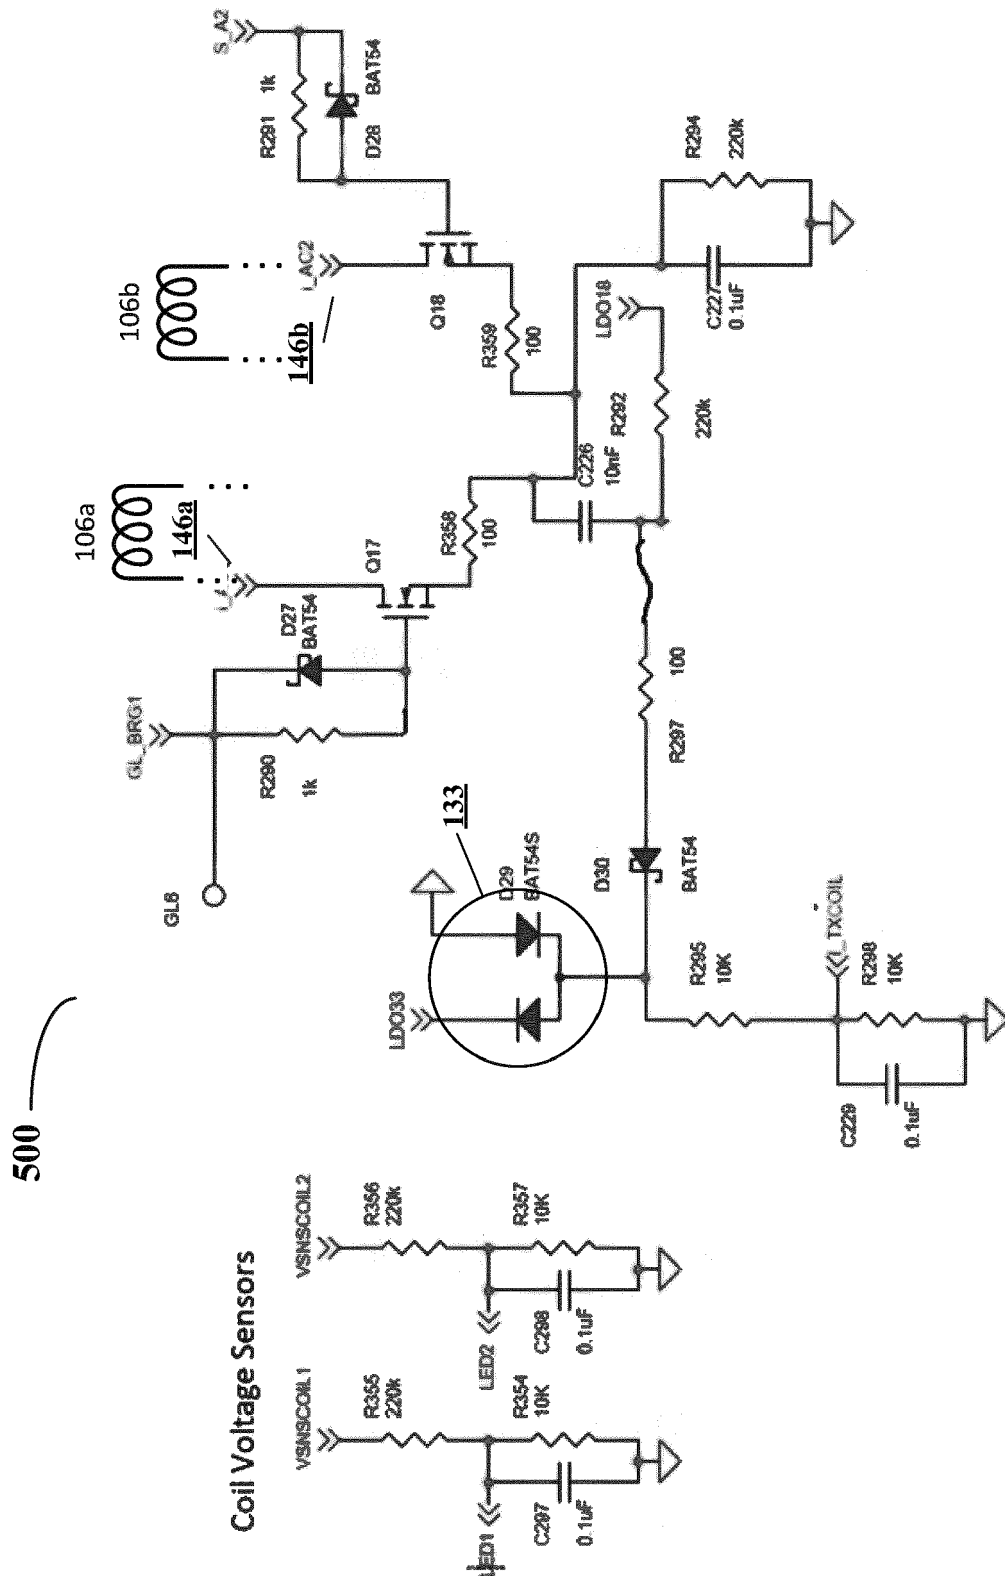 500
Coil Voltage Sensors
VSNSCOIL1
R355
220k
LED1
R354
10K
C297
0.1uF
VSNSCOIL2
R356
220k
LED2
R357
10K
C298
0.1uF
GL6
GL_BRG1
R290
1k
D27
BAT54
106a
146a
Q17
R358
100
133
LDO33
D29
BAT54S
D30
BAT54
R297
100
R295
10K
I_TXCOIL
R298
10K
C229
0.1uF
106b
146b
I_AC2
Q18
R359
100
S_A2
R291
1k
D28
BAT54
C226
10nF
R292
220k
LDO18
C227
0.1uF
R294
220k